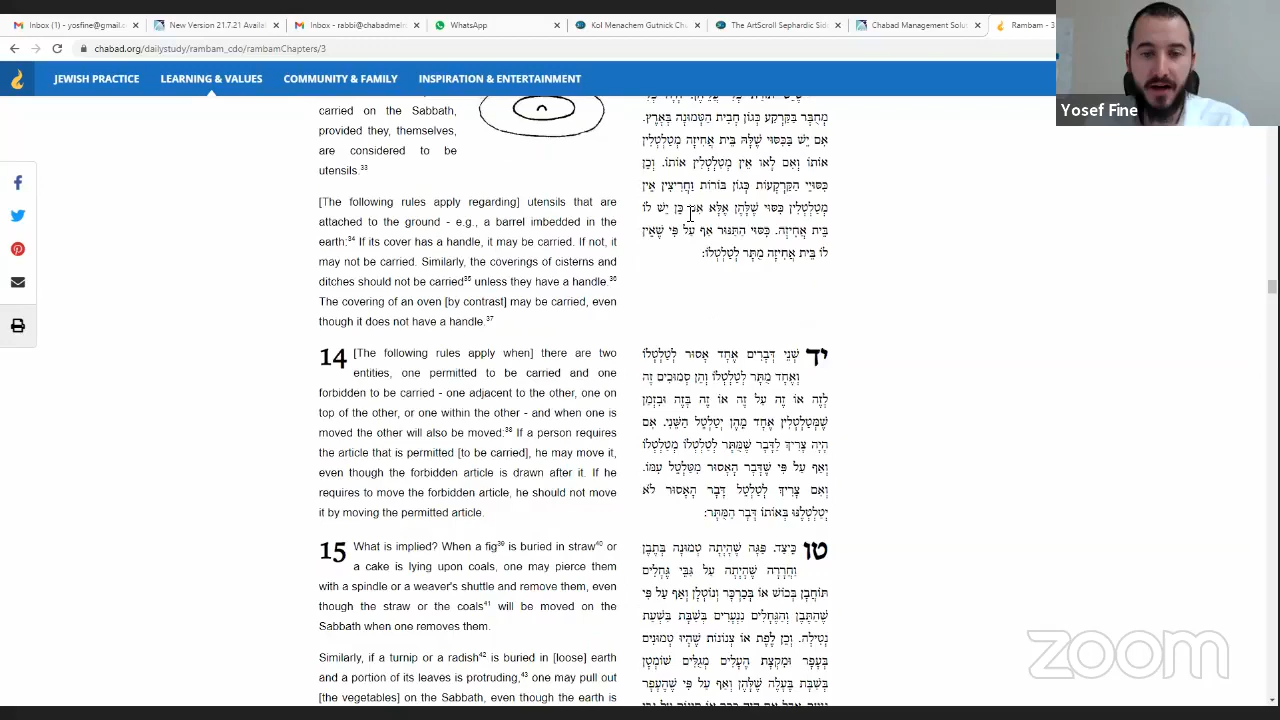 Inbox - yosfine@gmail.c
New Version 21.7.21 Availa
Inbox - rabbi@chabadmeln
WhatsApp
Kol Menachem Gutnick Ch
The ArtScroll Sephardic Sid
Chabad Management Solu
Rambam - 3
chabad.org/dailystudy/rambam_cdo/rambamChapters/3
Yosef Fine
JEWISH PRACTICE
LEARNING & VALUES
COMMUNITY & FAMILY
INSPIRATION & ENTERTAINMENT
carried on the Sabbath,
provided they, themselves,
are considered to be
utensils.33
[The following rules apply regarding] utensils that are
attached to the ground - e.g., a barrel imbedded in the
earth:34 If its cover has a handle, it may be carried. If not, it
may not be carried. Similarly, the coverings of cisterns and
ditches should not be carried35 unless they have a handle.36
The covering of an oven [by contrast] may be carried, even
though it does not have a handle.37
מְחֻבָּר בַּקַּרְקַע כְּגוֹן חָבִית הַטְּמוּנָה בָּאָרֶץ.
אִם יֵשׁ בַּכִּסּוּי שֶׁלָּהּ בֵּית אֲחִיזָה מְטַלְטְלִין
אוֹתוֹ וְאִם לָאו אֵין מְטַלְטְלִין אוֹתוֹ. וְכֵן
כִּסּוּיֵי הַקַּרְקָעוֹת כְּגוֹן בּוֹרוֹת וַחֲרִיצִין אֵין
מְטַלְטְלִין כִּסּוּי שֶׁלָּהֶן אֶלָּא אִם כֵּן יֵשׁ לוֹ
בֵּית אֲחִיזָה. כִּסּוּי הַתַּנּוּר אַף עַל פִּי שֶׁאֵין
לוֹ בֵּית אֲחִיזָה מֻתָּר לְטַלְטְלוֹ:
14 [The following rules apply when] there are two
entities, one permitted to be carried and one
forbidden to be carried - one adjacent to the other, one on
top of the other, or one within the other - and when one is
moved the other will also be moved:38 If a person requires
the article that is permitted [to be carried], he may move it,
even though the forbidden article is drawn after it. If he
requires to move the forbidden article, he should not move
it by moving the permitted article.
יד שְׁנֵי דְּבָרִים אֶחָד אָסוּר לְטַלְטְלוֹ
וְאֶחָד מֻתָּר לְטַלְטְלוֹ וְהֵן סְמוּכִים זֶה
לָזֶה אוֹ זֶה עַל זֶה אוֹ זֶה בָּזֶה וּבִזְמַן
שֶׁמְּטַלְטְלִין אֶחָד מֵהֶן יִטַּלְטֵל הַשֵּׁנִי. אִם
הָיָה צָרִיךְ לַדָּבָר שֶׁמֻּתָּר לְטַלְטְלוֹ מְטַלְטְלוֹ
וְאַף עַל פִּי שֶׁדָּבָר הָאָסוּר מִטַּלְטֵל עִמּוֹ.
וְאִם צָרִיךְ לְטַלְטֵל דָּבָר הָאָסוּר לֹא
יְטַלְטְלֶנּוּ בְּאוֹתוֹ דָּבָר הַמֻּתָּר:
15 What is implied? When a fig39 is buried in straw40 or
a cake is lying upon coals, one may pierce them
with a spindle or a weaver's shuttle and remove them, even
though the straw or the coals41 will be moved on the
Sabbath when one removes them.
Similarly, if a turnip or a radish42 is buried in [loose] earth
and a portion of its leaves is protruding,43 one may pull out
[the vegetables] on the Sabbath, even though the earth is
טו כֵּיצַד. פַּגָּה שֶׁהָיְתָה טְמוּנָה בְּתֶבֶן
וַחֲרָרָה שֶׁהָיְתָה עַל גַּבֵּי גֶּחָלִים
תּוֹחֲבָן בְּכוּשׁ אוֹ בְּכַרְכָּר וְנוֹטְלָן וְאַף עַל פִּי
שֶׁהַתֶּבֶן וְהַגֶּחָלִים נִנְעָרִים בְּשַׁבָּת בִּשְׁעַת
נְטִילָה. וְכֵן לֶפֶת אוֹ צְנוֹנוֹת שֶׁהָיוּ טְמוּנִים
בְּעָפָר וּמִקְצָת הֶעָלִים מְגֻלִּים שׁוֹמְטָן
בְּשַׁבָּת בֶּעָלֶה שֶׁלָּהֶן וְאַף עַל פִּי שֶׁהֶעָפָר
zoom